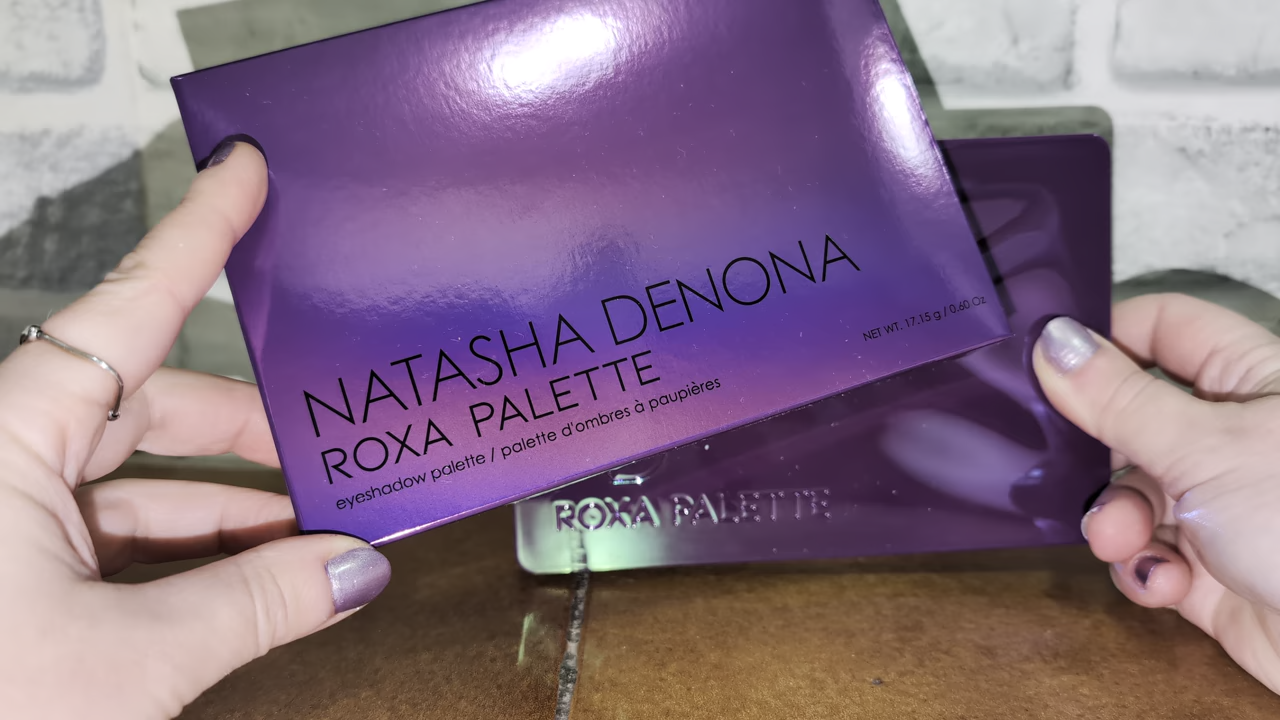 NATASHA DENONA
ROXA PALETTE
eyeshadow palette / palette d'ombres à paupières
NET WT. 17.15 g / 0.60 Oz
ROXA PALETTE